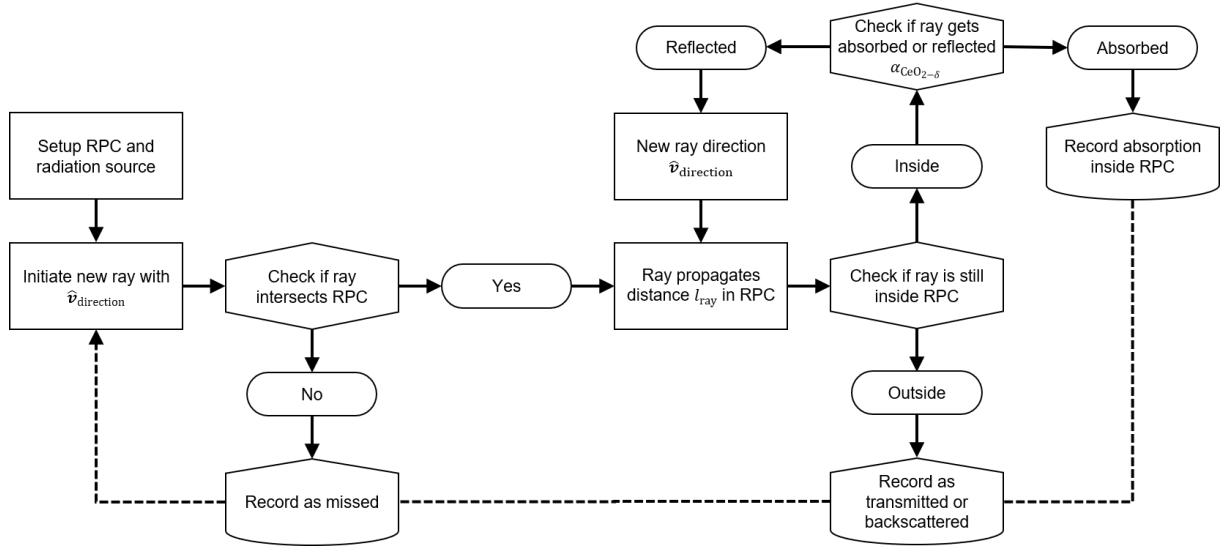 Setup RPC and
radiation source
Initiate new ray with
v̂direction
Check if ray
intersects RPC
Yes
No
Record as missed
Reflected
New ray direction
v̂direction
Ray propagates
distance lray in RPC
Check if ray is still
inside RPC
Inside
Check if ray gets
absorbed or reflected
αCeO2−δ
Absorbed
Record absorption
inside RPC
Outside
Record as
transmitted or
backscattered